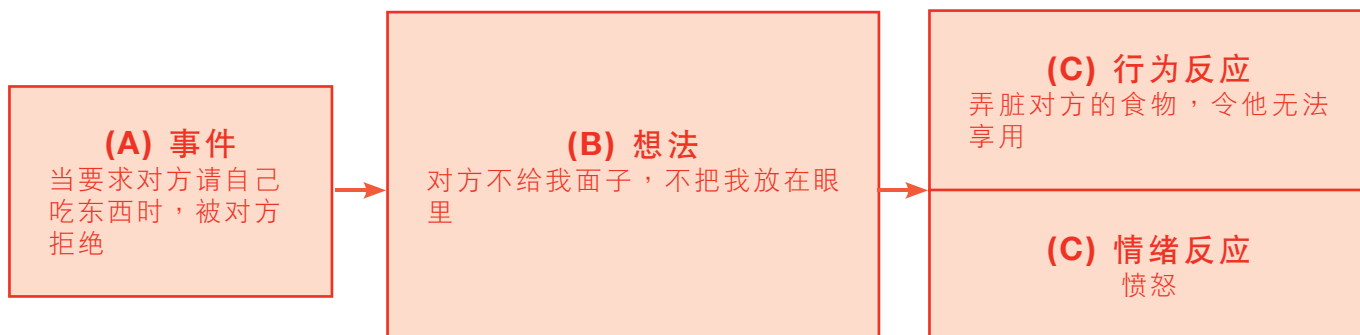 (A) 事件
当要求对方请自己
吃东西时，被对方
拒绝
(B) 想法
对方不给我面子，不把我放在眼
里
(C) 行为反应
弄脏对方的食物，令他无法
享用
(C) 情绪反应
愤怒